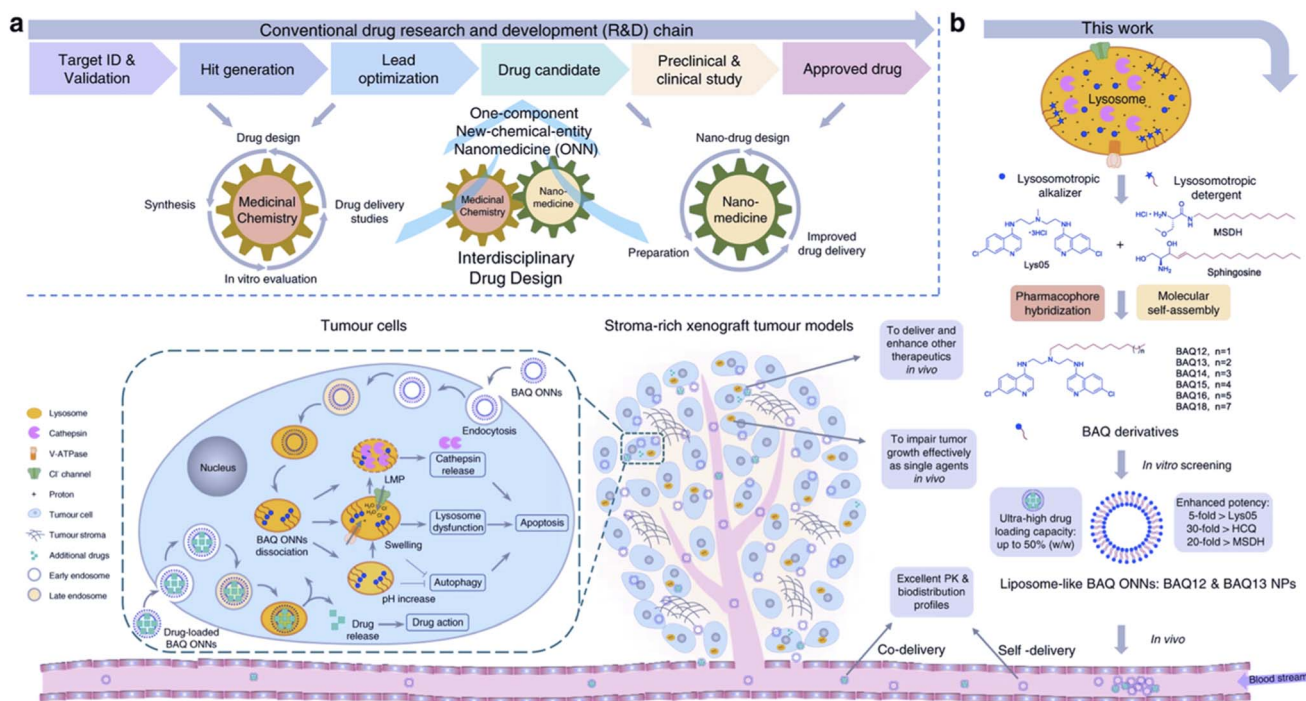 a
Conventional drug research and development (R&D) chain
Target ID &
Validation
Hit generation
Lead
optimization
Drug candidate
Preclinical &
clinical study
Approved drug
Drug design
Synthesis
Medicinal
Chemistry
Drug delivery
studies
In vitro evaluation
One-component
New-chemical-entity
Nanomedicine (ONN)
Medicinal
Chemistry
Nano-
medicine
Interdisciplinary
Drug Design
Nano-drug design
Nano-
medicine
Preparation
Improved
drug delivery
b
This work
Lysosome
Lysosomotropic
alkalizer
Lysosomotropic
detergent
•3HCl
Lys05
MSDH
Sphingosine
+
Pharmacophore
hybridization
Molecular
self-assembly
BAQ12, n=1
BAQ13, n=2
BAQ14, n=3
BAQ15, n=4
BAQ16, n=5
BAQ18, n=7
BAQ derivatives
In vitro screening
Ultra-high drug
loading capacity:
up to 50% (w/w)
Enhanced potency:
5-fold > Lys05
30-fold > HCQ
20-fold > MSDH
Liposome-like BAQ ONNs: BAQ12 & BAQ13 NPs
In vivo
Tumour cells
Lysosome
Cathepsin
V-ATPase
Cl⁻ channel
Proton
Tumour cell
Tumour stroma
Additional drugs
Early endosome
Late endosome
Nucleus
BAQ ONNs
Endocytosis
LMP
Cathepsin
release
BAQ ONNs
dissociation
Swelling
Lysosome
dysfunction
Apoptosis
pH increase
Autophagy
Drug
release
Drug action
Drug-loaded
BAQ ONNs
Stroma-rich xenograft tumour models
To deliver and
enhance other
therapeutics
in vivo
To impair tumor
growth effectively
as single agents
in vivo
Excellent PK &
biodistribution
profiles
Co-delivery
Self -delivery
Blood stream